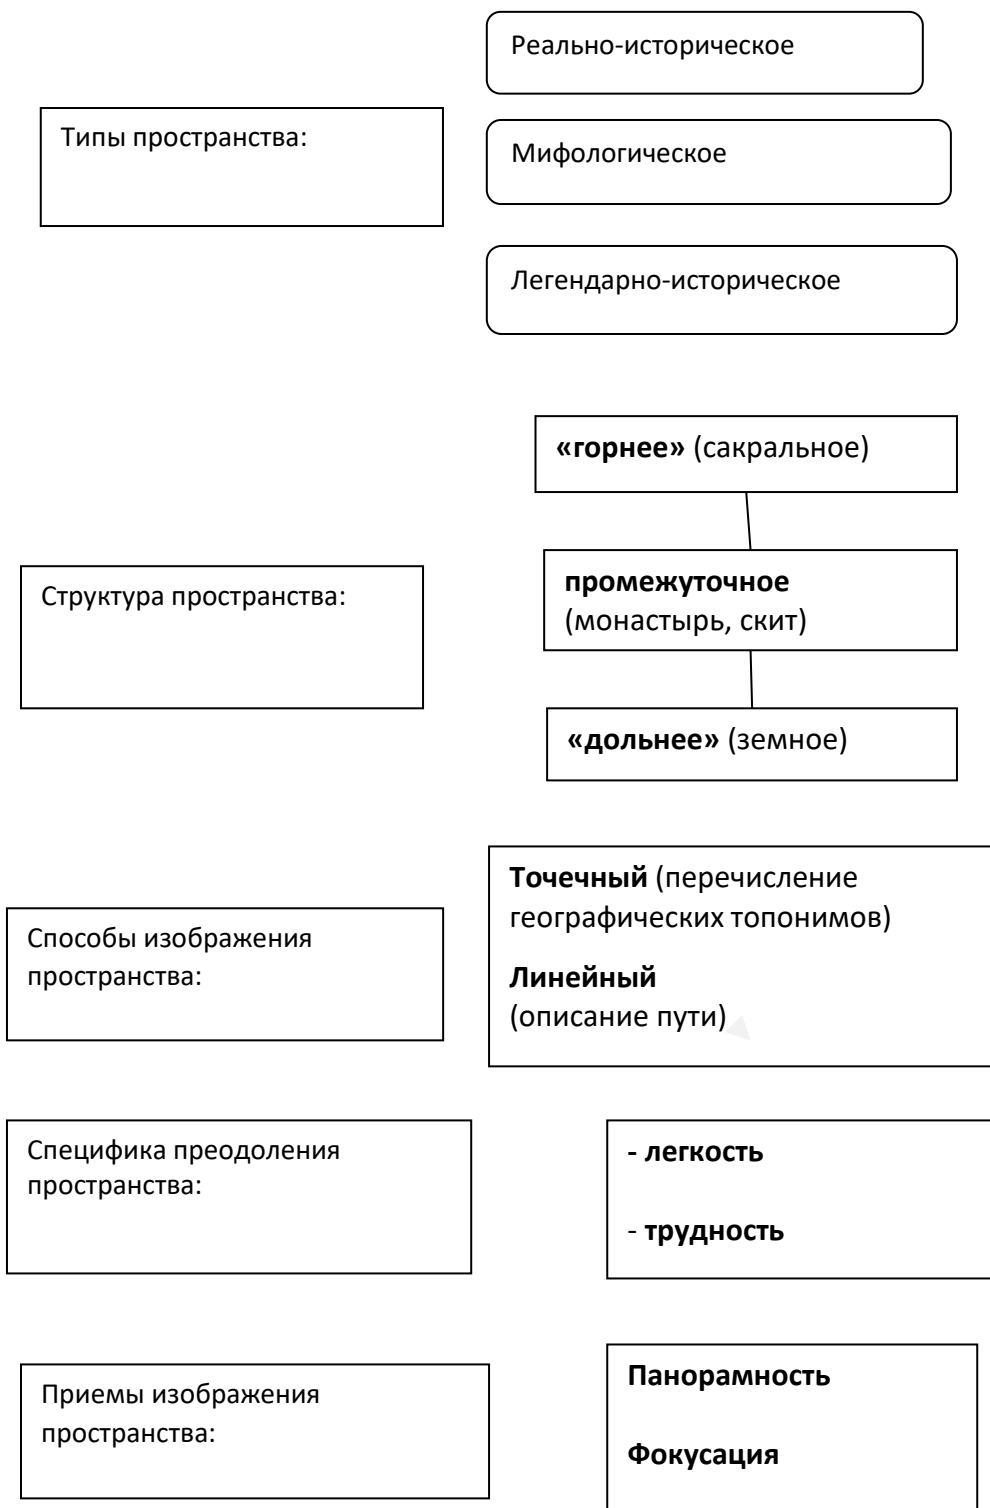 Реально-историческое
Типы пространства:
Мифологическое
Легендарно-историческое
«горнее» (сакральное)
Структура пространства:
промежуточное
(монастырь, скит)
«дольнее» (земное)
Способы изображения
пространства:
Точечный (перечисление
географических топонимов)
Линейный
(описание пути)
Специфика преодоления
пространства:
- легкость
- трудность
Приемы изображения
пространства:
Панорамность
Фокусация